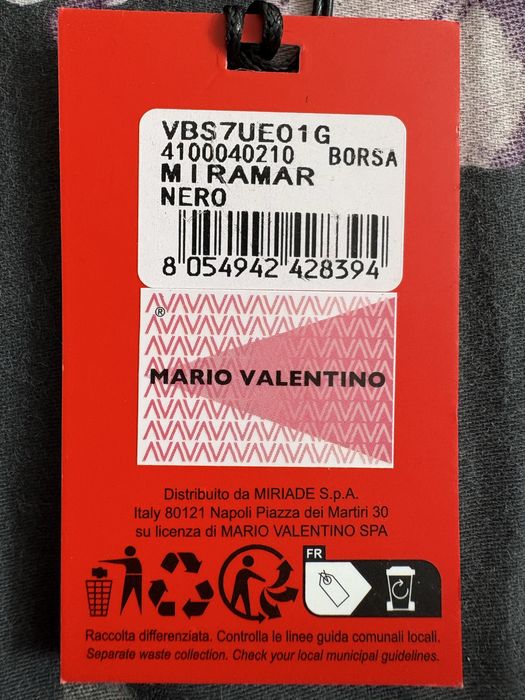 VBS7UE01G
4100040210 BORSA
MIRAMAR
NERO
8 054942 428394
®
MARIO VALENTINO
Distribuito da MIRIADE S.p.A.
Italy 80121 Napoli Piazza dei Martiri 30
su licenza di MARIO VALENTINO SPA
FR
Raccolta differenziata. Controlla le linee guida comunali locali.
Separate waste collection. Check your local municipal guidelines.